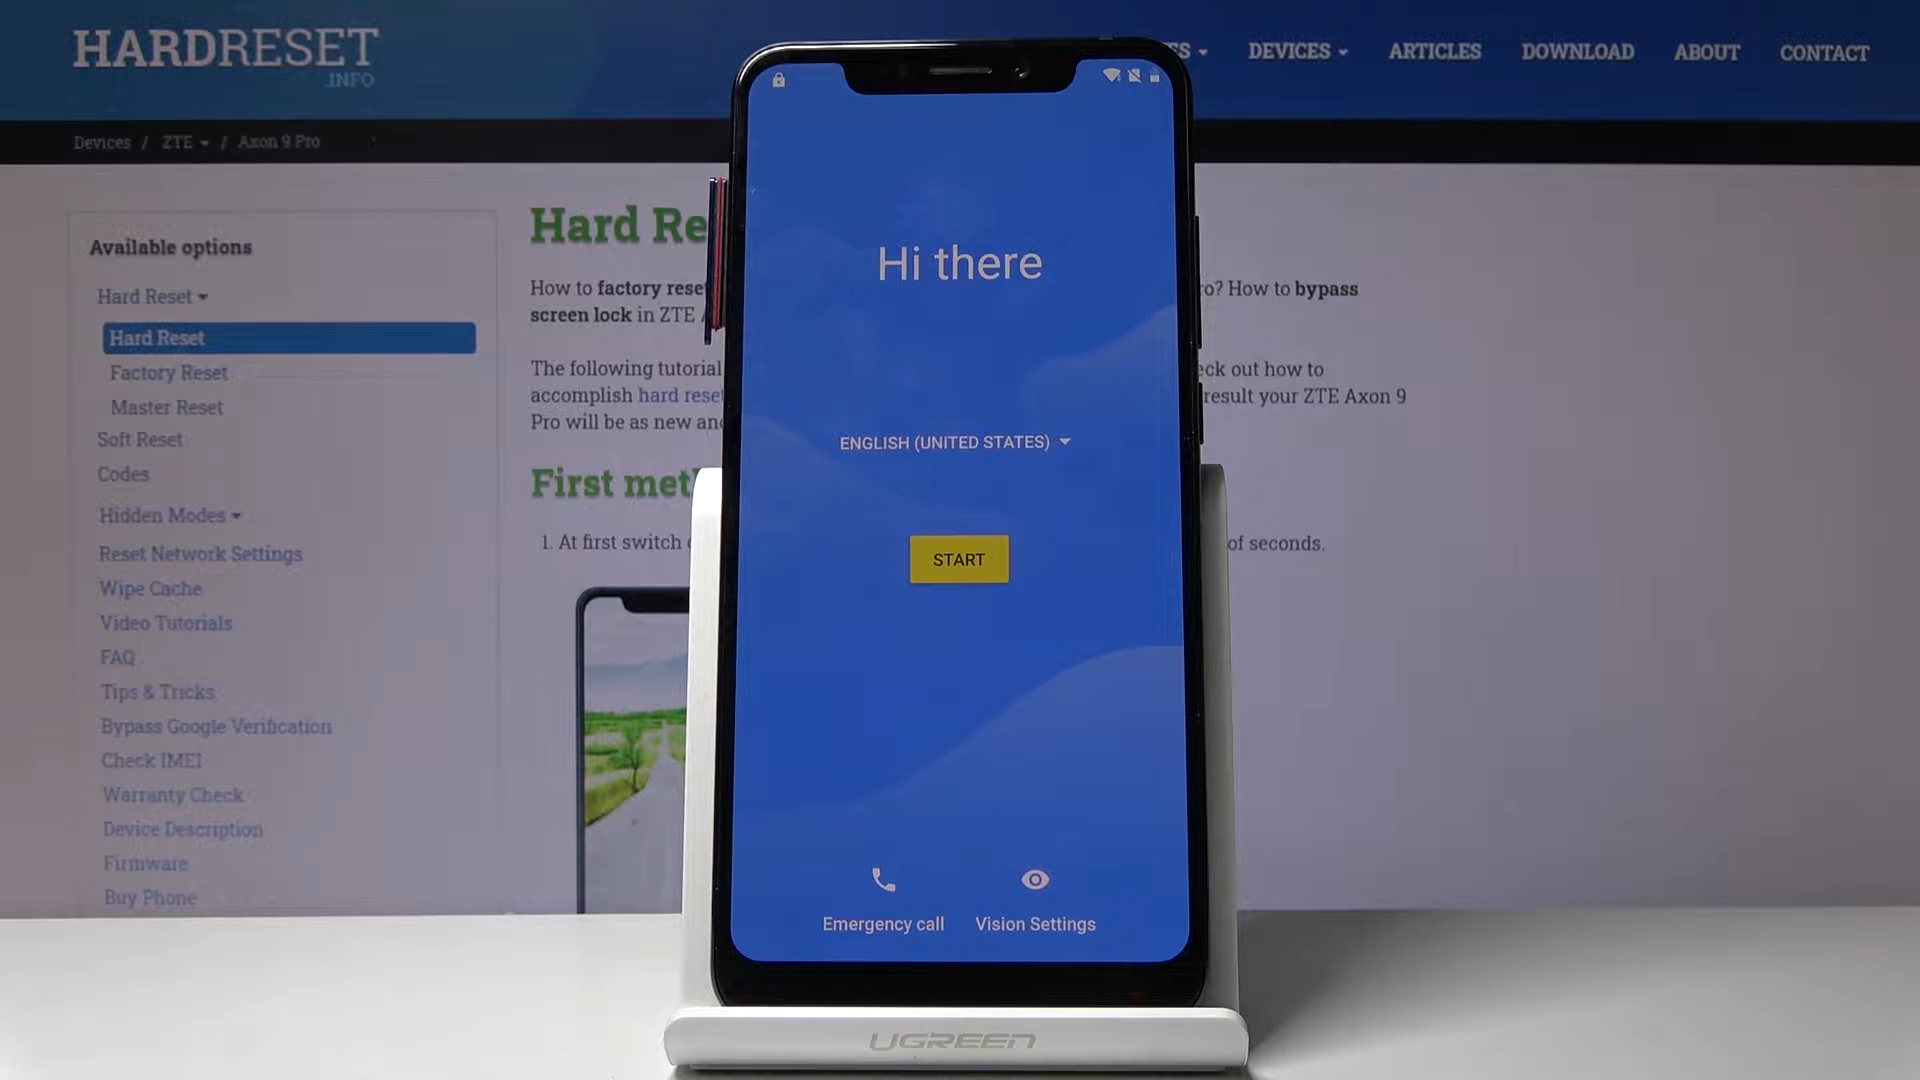 HARDRESET
.INFO
DEVICES
ARTICLES
DOWNLOAD
ABOUT
CONTACT
Devices / ZTE / Axon 9 Pro
Available options
Hard Reset
Hard Reset
Factory Reset
Master Reset
Soft Reset
Codes
Hidden Modes
Reset Network Settings
Wipe Cache
Video Tutorials
FAQ
Tips & Tricks
Bypass Google Verification
Check IMEI
Warranty Check
Device Description
Firmware
Buy Phone
Hard Re
How to factory rese ro? How to bypass
screen lock in ZTE
The following tutorial eck out how to
accomplish hard reset result your ZTE Axon 9
Pro will be as new an
First met
1. At first switch of seconds.
Hi there
ENGLISH (UNITED STATES)
START
Emergency call
Vision Settings
UGREEN